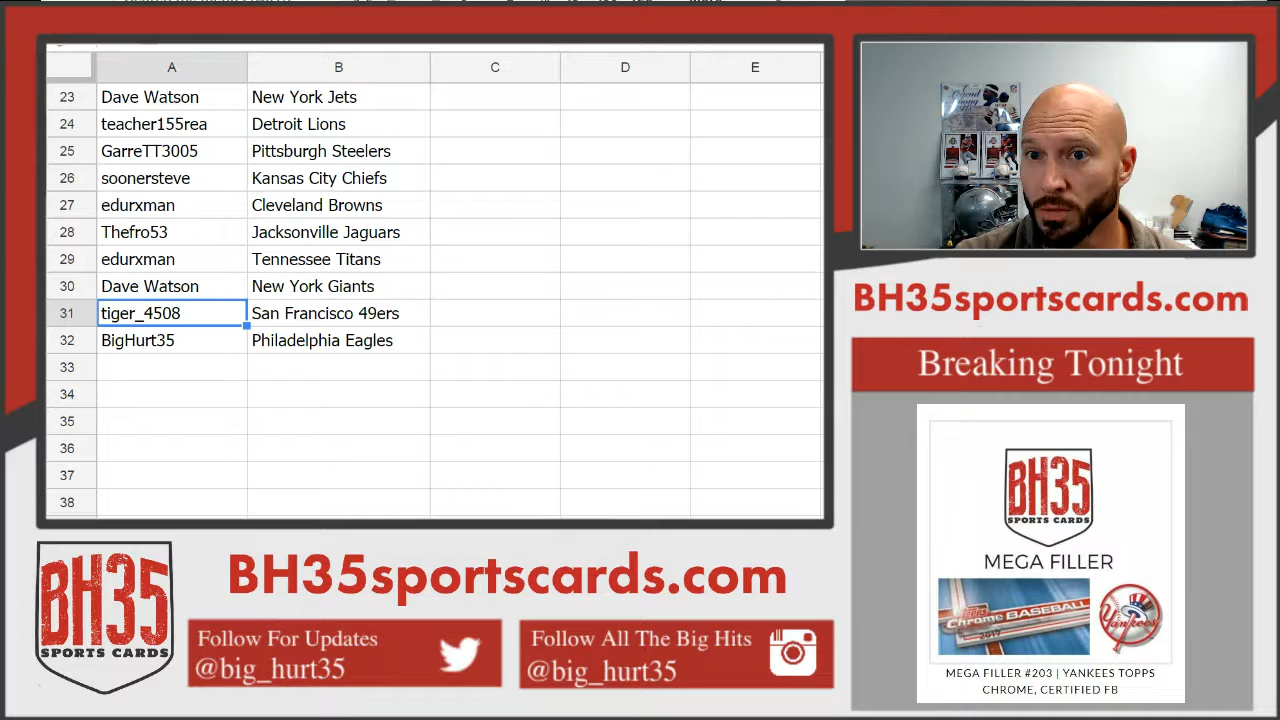 A B C D E
23 Dave Watson New York Jets
24 teacher155rea Detroit Lions
25 GarreTT3005 Pittsburgh Steelers
26 soonersteve Kansas City Chiefs
27 edurxman Cleveland Browns
28 Thefro53 Jacksonville Jaguars
29 edurxman Tennessee Titans
30 Dave Watson New York Giants
31 tiger_4508 San Francisco 49ers
32 BigHurt35 Philadelphia Eagles
33
34
35
36
37
38
Legend
BH35sportscards.com
Breaking Tonight
BH35
SPORTS CARDS
MEGA FILLER
Topps
Chrome BASEBALL
2017
Yankees
MEGA FILLER #203 | YANKEES TOPPS
CHROME, CERTIFIED FB
BH35
SPORTS CARDS
BH35sportscards.com
Follow For Updates
@big_hurt35
Follow All The Big Hits
@big_hurt35